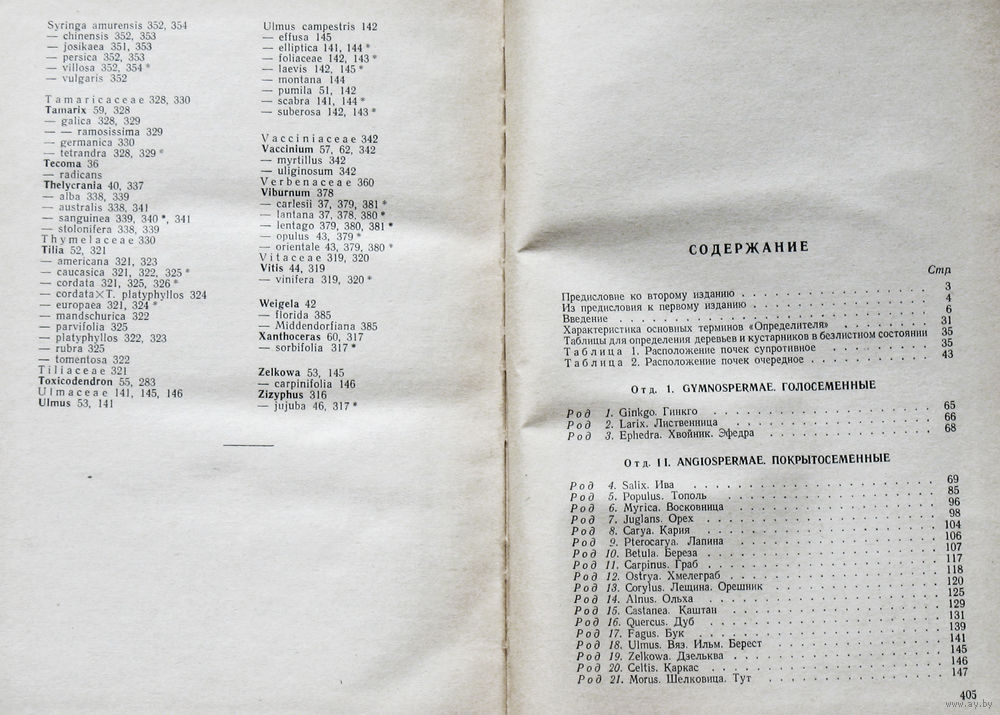 Syringa amurensis 352, 354
— chinensis 352, 353
— josikaea 351, 353
— persica 352, 353
— villosa 352, 354 *
— vulgaris 352
Tamaricaceae 328, 330
Tamarix 59, 328
— galica 328, 329
— — ramosissima 329
— germanica 330
— tetrandra 328, 329 *
Tecoma 36
— radicans
Thelycrania 40, 337
— alba 338, 339
— australis 338, 341
— sanguinea 339, 340 *, 341
— stolonifera 338, 339
Thymelaceae 330
Tilia 52, 321
— americana 321, 323
— caucasica 321, 322, 325 *
— cordata 321, 325, 326 *
— cordata×T. platyphyllos 324
— europaea 321, 324 *
— mandschurica 322
— parvifolia 325
— platyphyllos 322, 323
— rubra 325
— tomentosa 322
Tiliaceae 321
Toxicodendron 55, 283
Ulmaceae 141, 145, 146
Ulmus 53, 141
Ulmus campestris 142
— effusa 145
— elliptica 141, 144 *
— foliaceae 142, 143 *
— laevis 142, 145 *
— montana 144
— pumila 51, 142
— scabra 141, 144 *
— suberosa 142, 143 *
Vacciniaceae 342
Vaccinium 57, 62, 342
— myrtillus 342
— uliginosum 342
Verbenaceae 360
Viburnum 378
— carlesii 37, 379, 381 *
— lantana 37, 378, 380 *
— lentago 379, 380, 381 *
— opulus 43, 379 *
— orientale 43, 379, 380 *
Vitaceae 319, 320
Vitis 44, 319
— vinifera 319, 320 *
Weigela 42
— florida 385
— Middendorfiana 385
Xanthoceras 60, 317
— sorbifolia 317 *
Zelkowa 53, 145
— carpinifolia 146
Zizyphus 316
— jujuba 46, 317 *
СОДЕРЖАНИЕ
Стр
Предисловие ко второму изданию . . . . . . . . . . 3
Из предисловия к первому изданию . . . . . . . . . . 4
Введение . . . . . . . . . . 6
Характеристика основных терминов «Определителя» . . . . . . . 31
Таблицы для определения деревьев и кустарников в безлистном состоянии 35
Таблица 1. Расположение почек супротивное . . . . . . . 35
Таблица 2. Расположение почек очередное . . . . . . . 43
Отд. I. GYMNOSPERMAE. ГОЛОСЕМЕННЫЕ
Род 1. Ginkgo. Гинкго . . . . . . . . . . 65
Род 2. Larix. Лиственница . . . . . . . . . . 66
Род 3. Ephedra. Хвойник. Эфедра . . . . . . . . . . 68
Отд. II. ANGIOSPERMAE. ПОКРЫТОСЕМЕННЫЕ
Род 4. Salix. Ива . . . . . . . . . . 69
Род 5. Populus. Тополь . . . . . . . . . . 85
Род 6. Myrica. Восковница . . . . . . . . . . 96
Род 7. Juglans. Орех . . . . . . . . . . 98
Род 8. Carya. Кария . . . . . . . . . . 104
Род 9. Pterocarya. Лапина . . . . . . . . . . 106
Род 10. Betula. Береза . . . . . . . . . . 107
Род 11. Carpinus. Граб . . . . . . . . . . 117
Род 12. Ostrya. Хмелеграб . . . . . . . . . . 118
Род 13. Corylus. Лещина. Орешник . . . . . . . . . . 120
Род 14. Alnus. Ольха . . . . . . . . . . 125
Род 15. Castanea. Каштан . . . . . . . . . . 129
Род 16. Quercus. Дуб . . . . . . . . . . 131
Род 17. Fagus. Бук . . . . . . . . . . 139
Род 18. Ulmus. Вяз. Ильм. Берест . . . . . . . . . . 141
Род 19. Zelkowa. Дзельква . . . . . . . . . . 145
Род 20. Celtis. Каркас . . . . . . . . . . 146
Род 21. Morus. Шелковица. Тут . . . . . . . . . . 147
405
www.ay.by